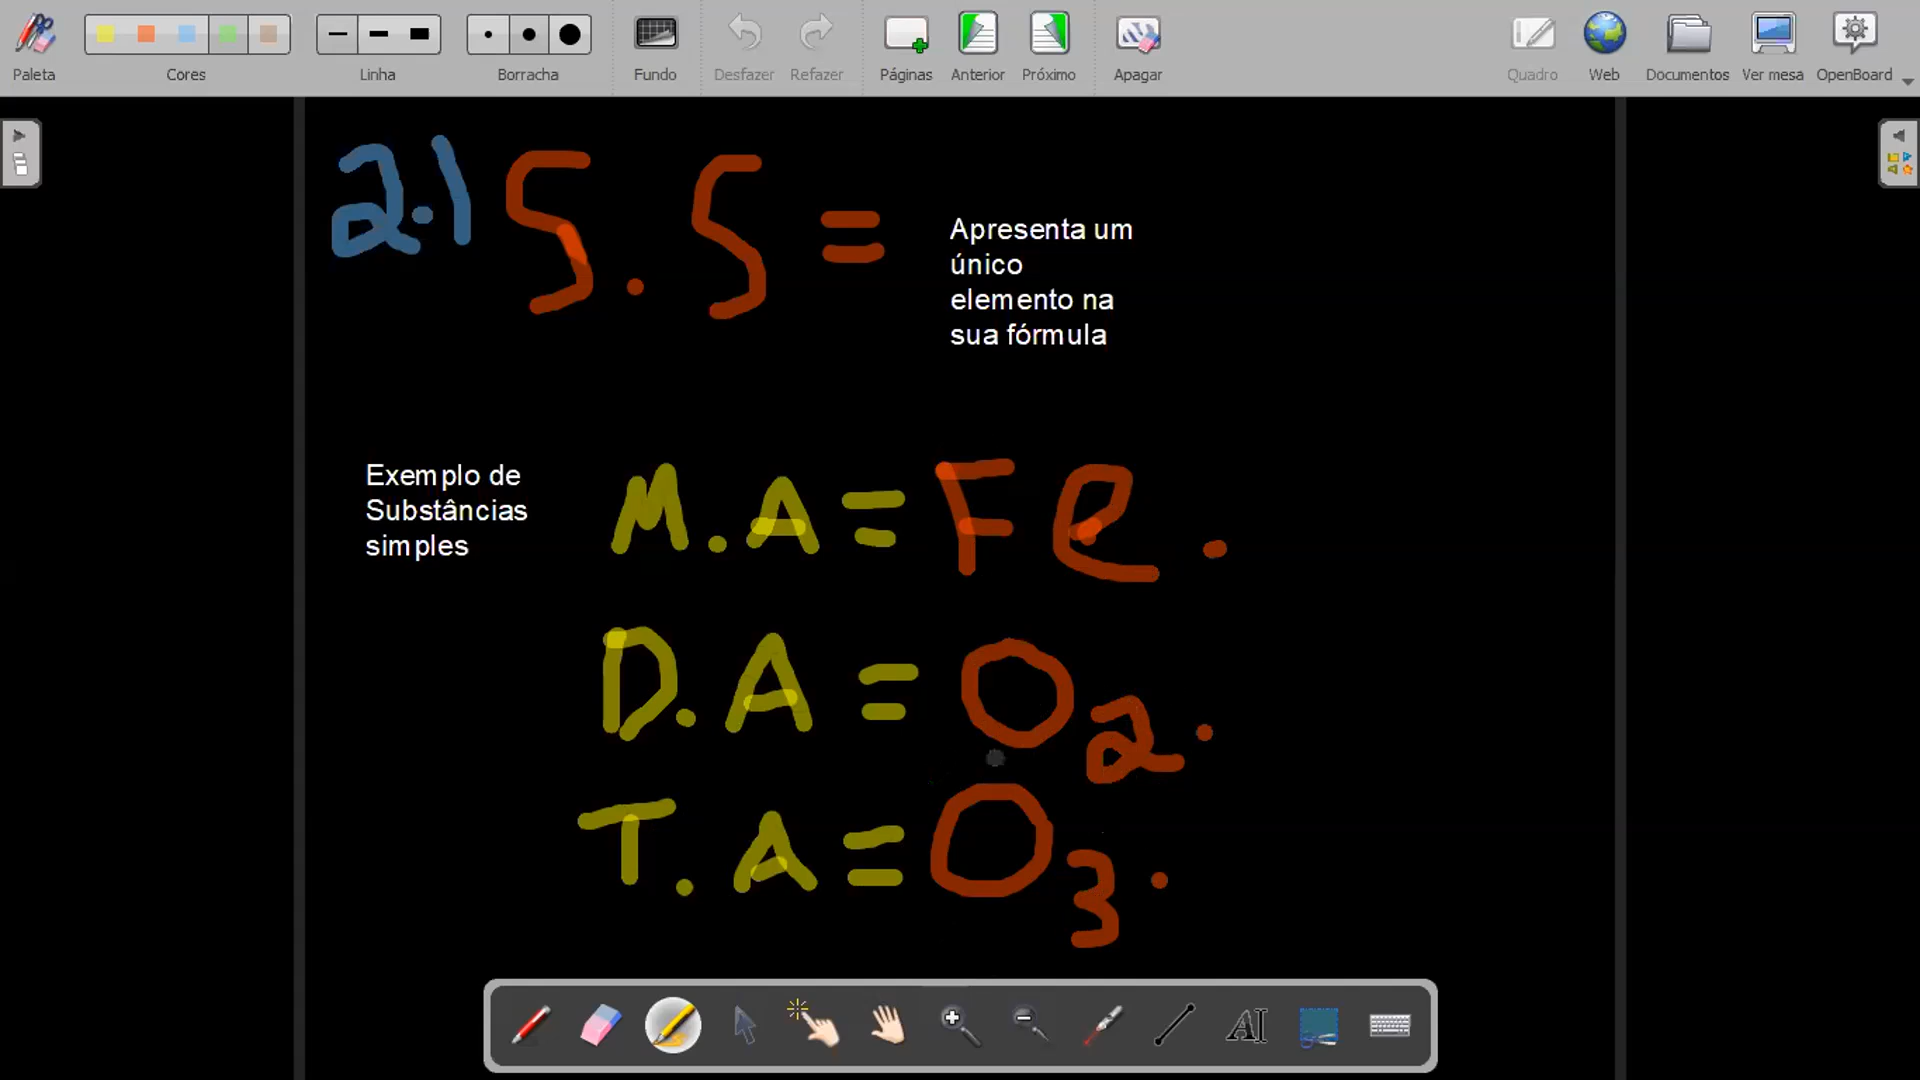 Paleta
Cores
Linha
Borracha
Fundo
Desfazer
Refazer
Páginas
Anterior
Próximo
Apagar
Quadro
Web
Documentos
Ver mesa
OpenBoard
2.1 S. S =
Apresenta um
único
elemento na
sua fórmula
Exemplo de
Substâncias
simples
M.A = Fe.
D.A = O2.
T.A = O3.
AI